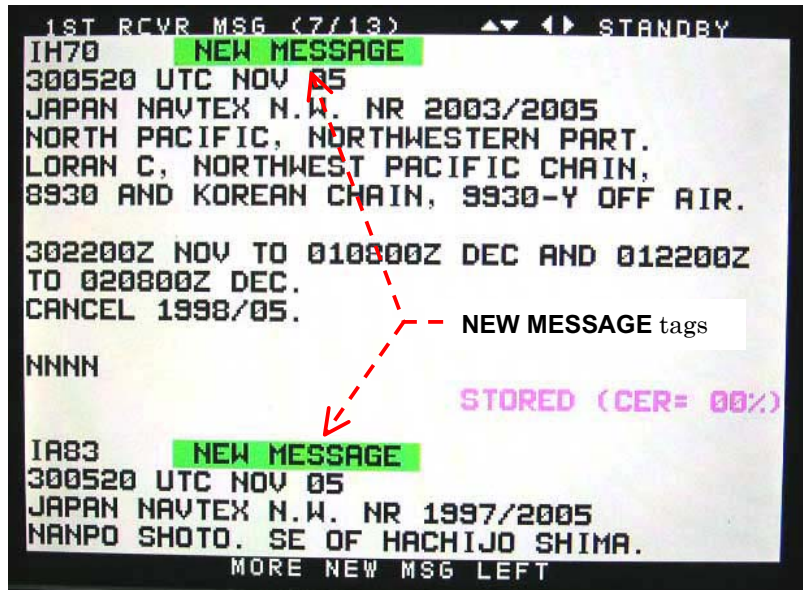 1ST RCVR MSG (7/13) ▲▼ ◀▶ STANDBY
IH70 NEW MESSAGE
300520 UTC NOV 05
JAPAN NAVTEX N.W. NR 2003/2005
NORTH PACIFIC, NORTHWESTERN PART.
LORAN C, NORTHWEST PACIFIC CHAIN,
8930 AND KOREAN CHAIN, 9930-Y OFF AIR.
302200Z NOV TO 010800Z DEC AND 012200Z
TO 020800Z DEC.
CANCEL 1998/05.
NEW MESSAGE tags
NNNN
STORED (CER= 00%)
IA83 NEW MESSAGE
300520 UTC NOV 05
JAPAN NAVTEX N.W. NR 1997/2005
NANPO SHOTO. SE OF HACHIJO SHIMA.
MORE NEW MSG LEFT